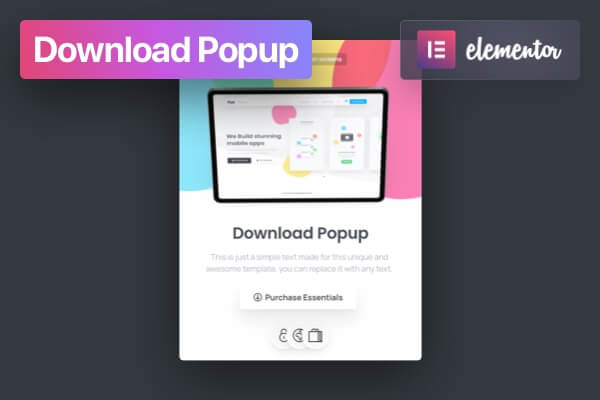 Download Popup
elementor
We Build stunning
mobile apps
Download Popup
This is just a simple text made for this unique and
awesome template, you can replace it with any text.
Purchase Essentials